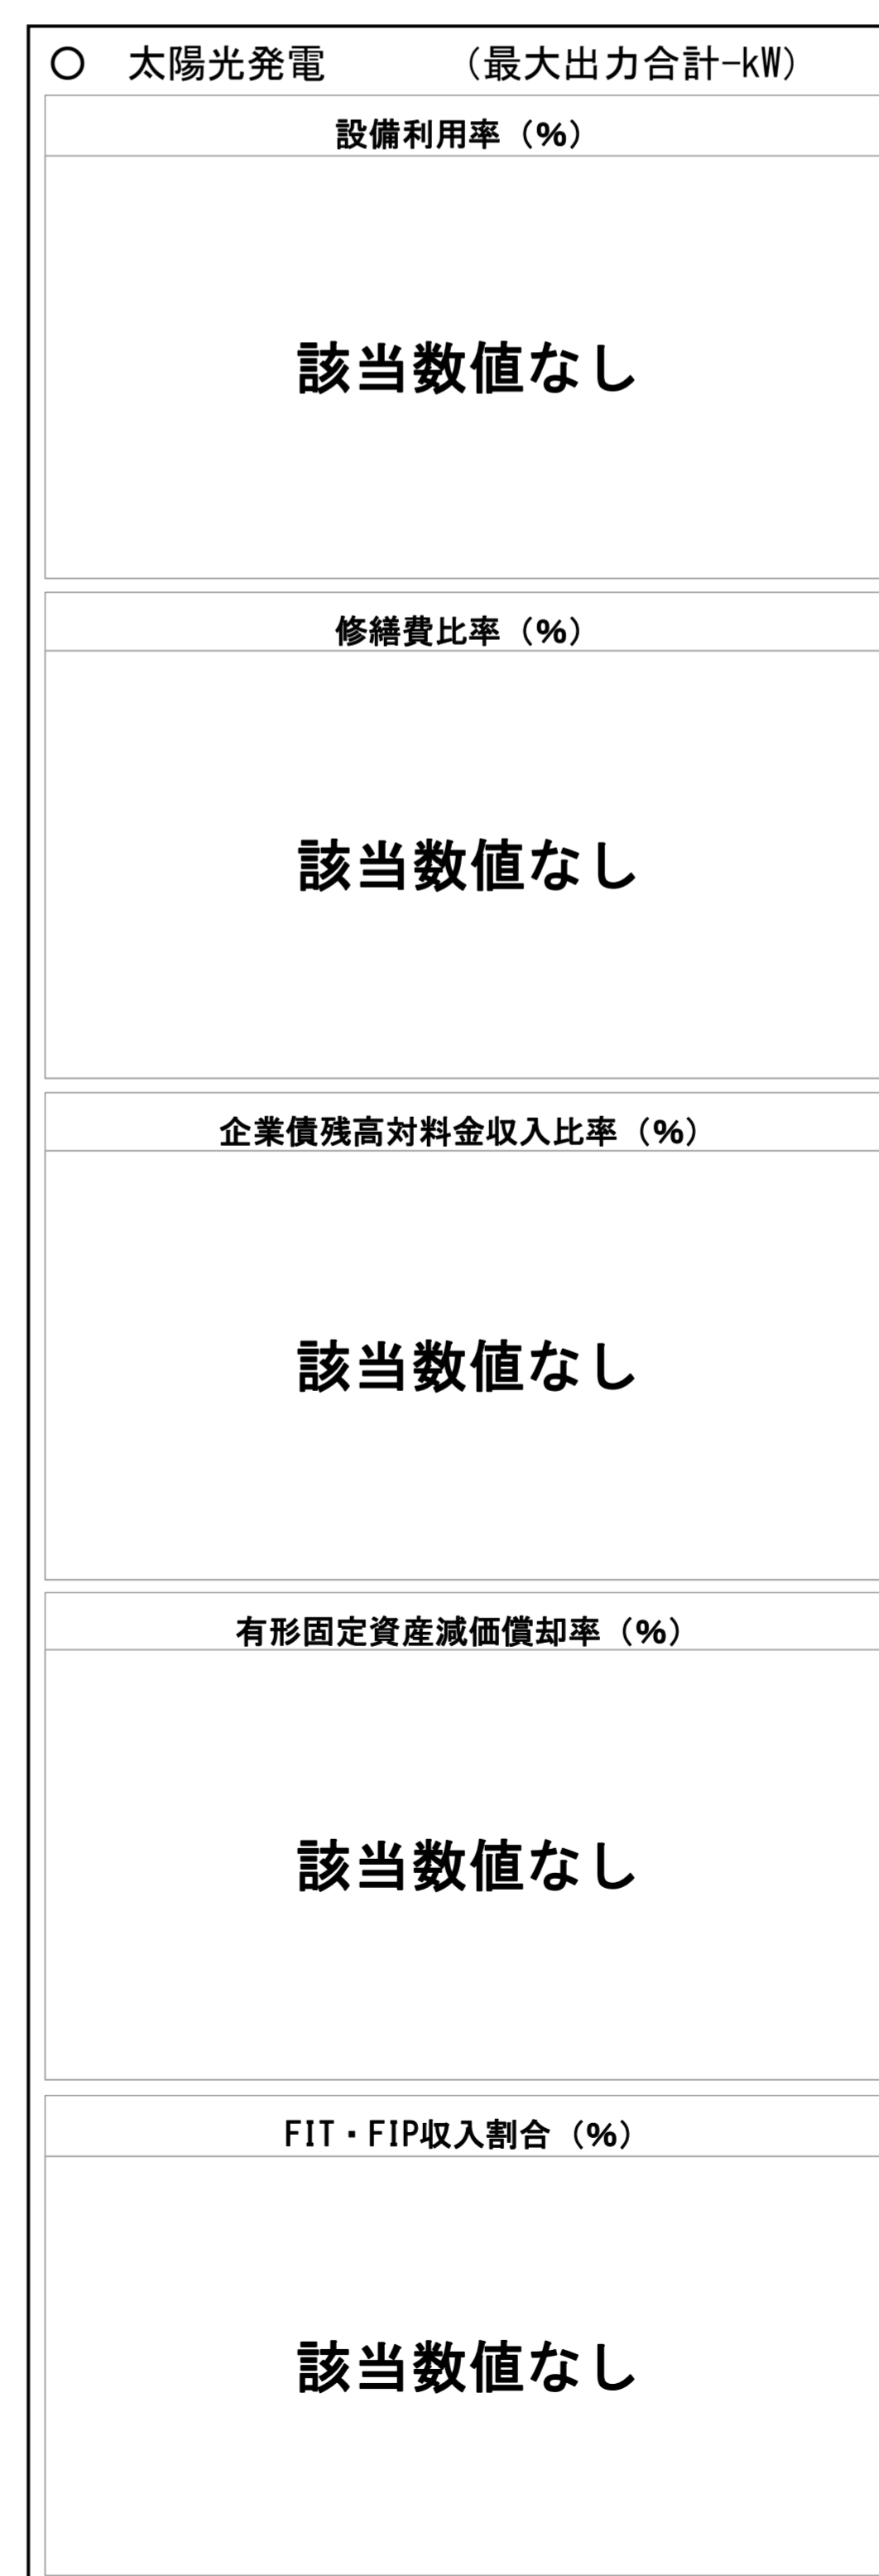 ○ 太陽光発電 （最大出力合計-kW）
設備利用率（%）
該当数値なし
修繕費比率（%）
該当数値なし
企業債残高対料金収入比率（%）
該当数値なし
有形固定資産減価償却率（%）
該当数値なし
FIT・FIP収入割合（%）
該当数値なし